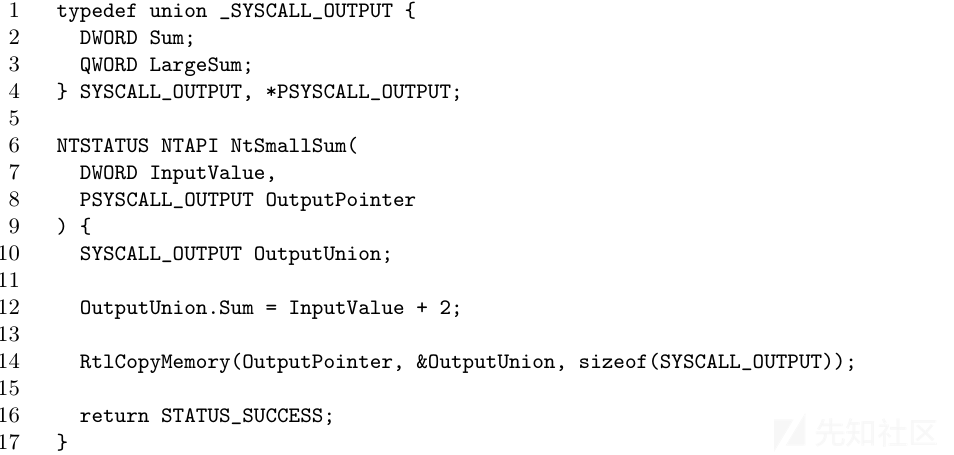 1 typedef union _SYSCALL_OUTPUT {
2 DWORD Sum;
3 QWORD LargeSum;
4 } SYSCALL_OUTPUT, *PSYSCALL_OUTPUT;
5
6 NTSTATUS NTAPI NtSmallSum(
7 DWORD InputValue,
8 PSYSCALL_OUTPUT OutputPointer
9 ) {
10 SYSCALL_OUTPUT OutputUnion;
11
12 OutputUnion.Sum = InputValue + 2;
13
14 RtlCopyMemory(OutputPointer, &OutputUnion, sizeof(SYSCALL_OUTPUT));
15
16 return STATUS_SUCCESS;
17 }
先知社区